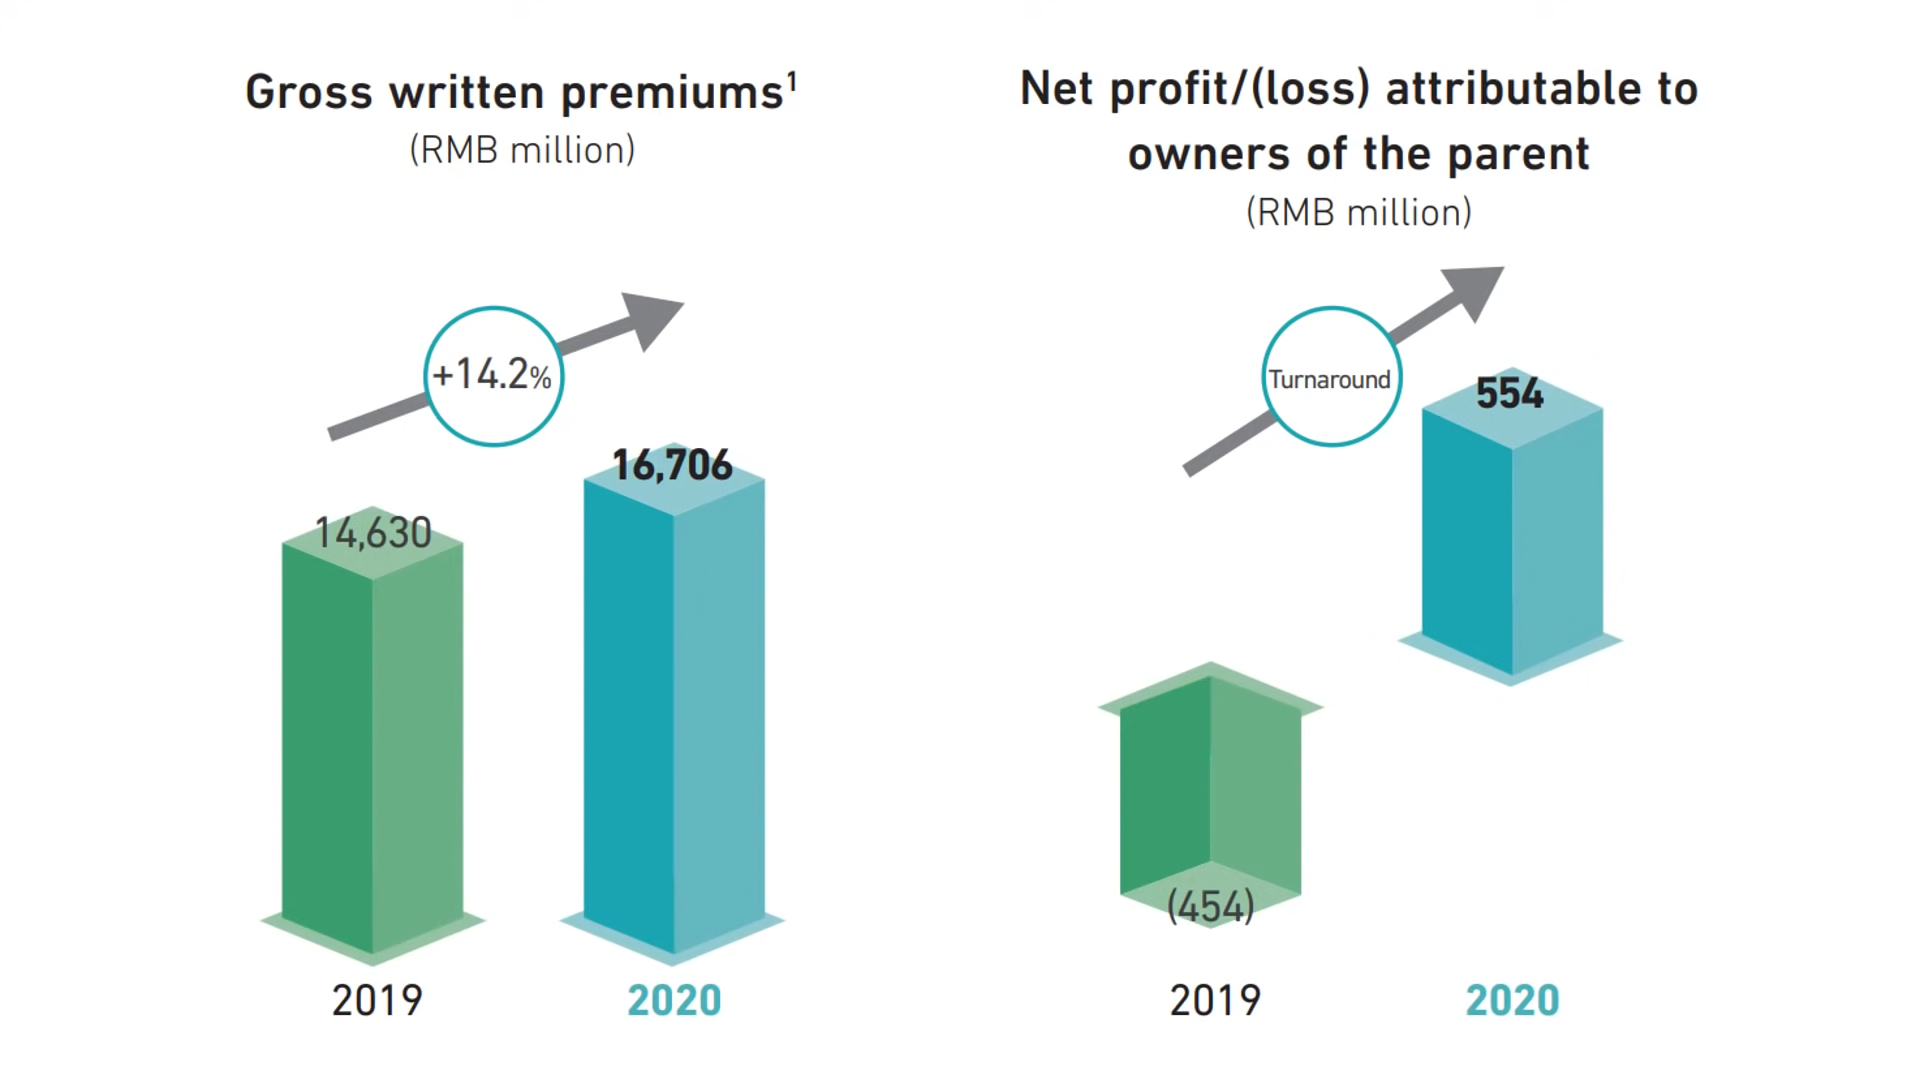 Gross written premiums¹
(RMB million)
+14.2%
14,630
16,706
2019
2020
Net profit/(loss) attributable to
owners of the parent
(RMB million)
Turnaround
554
(454)
2019
2020